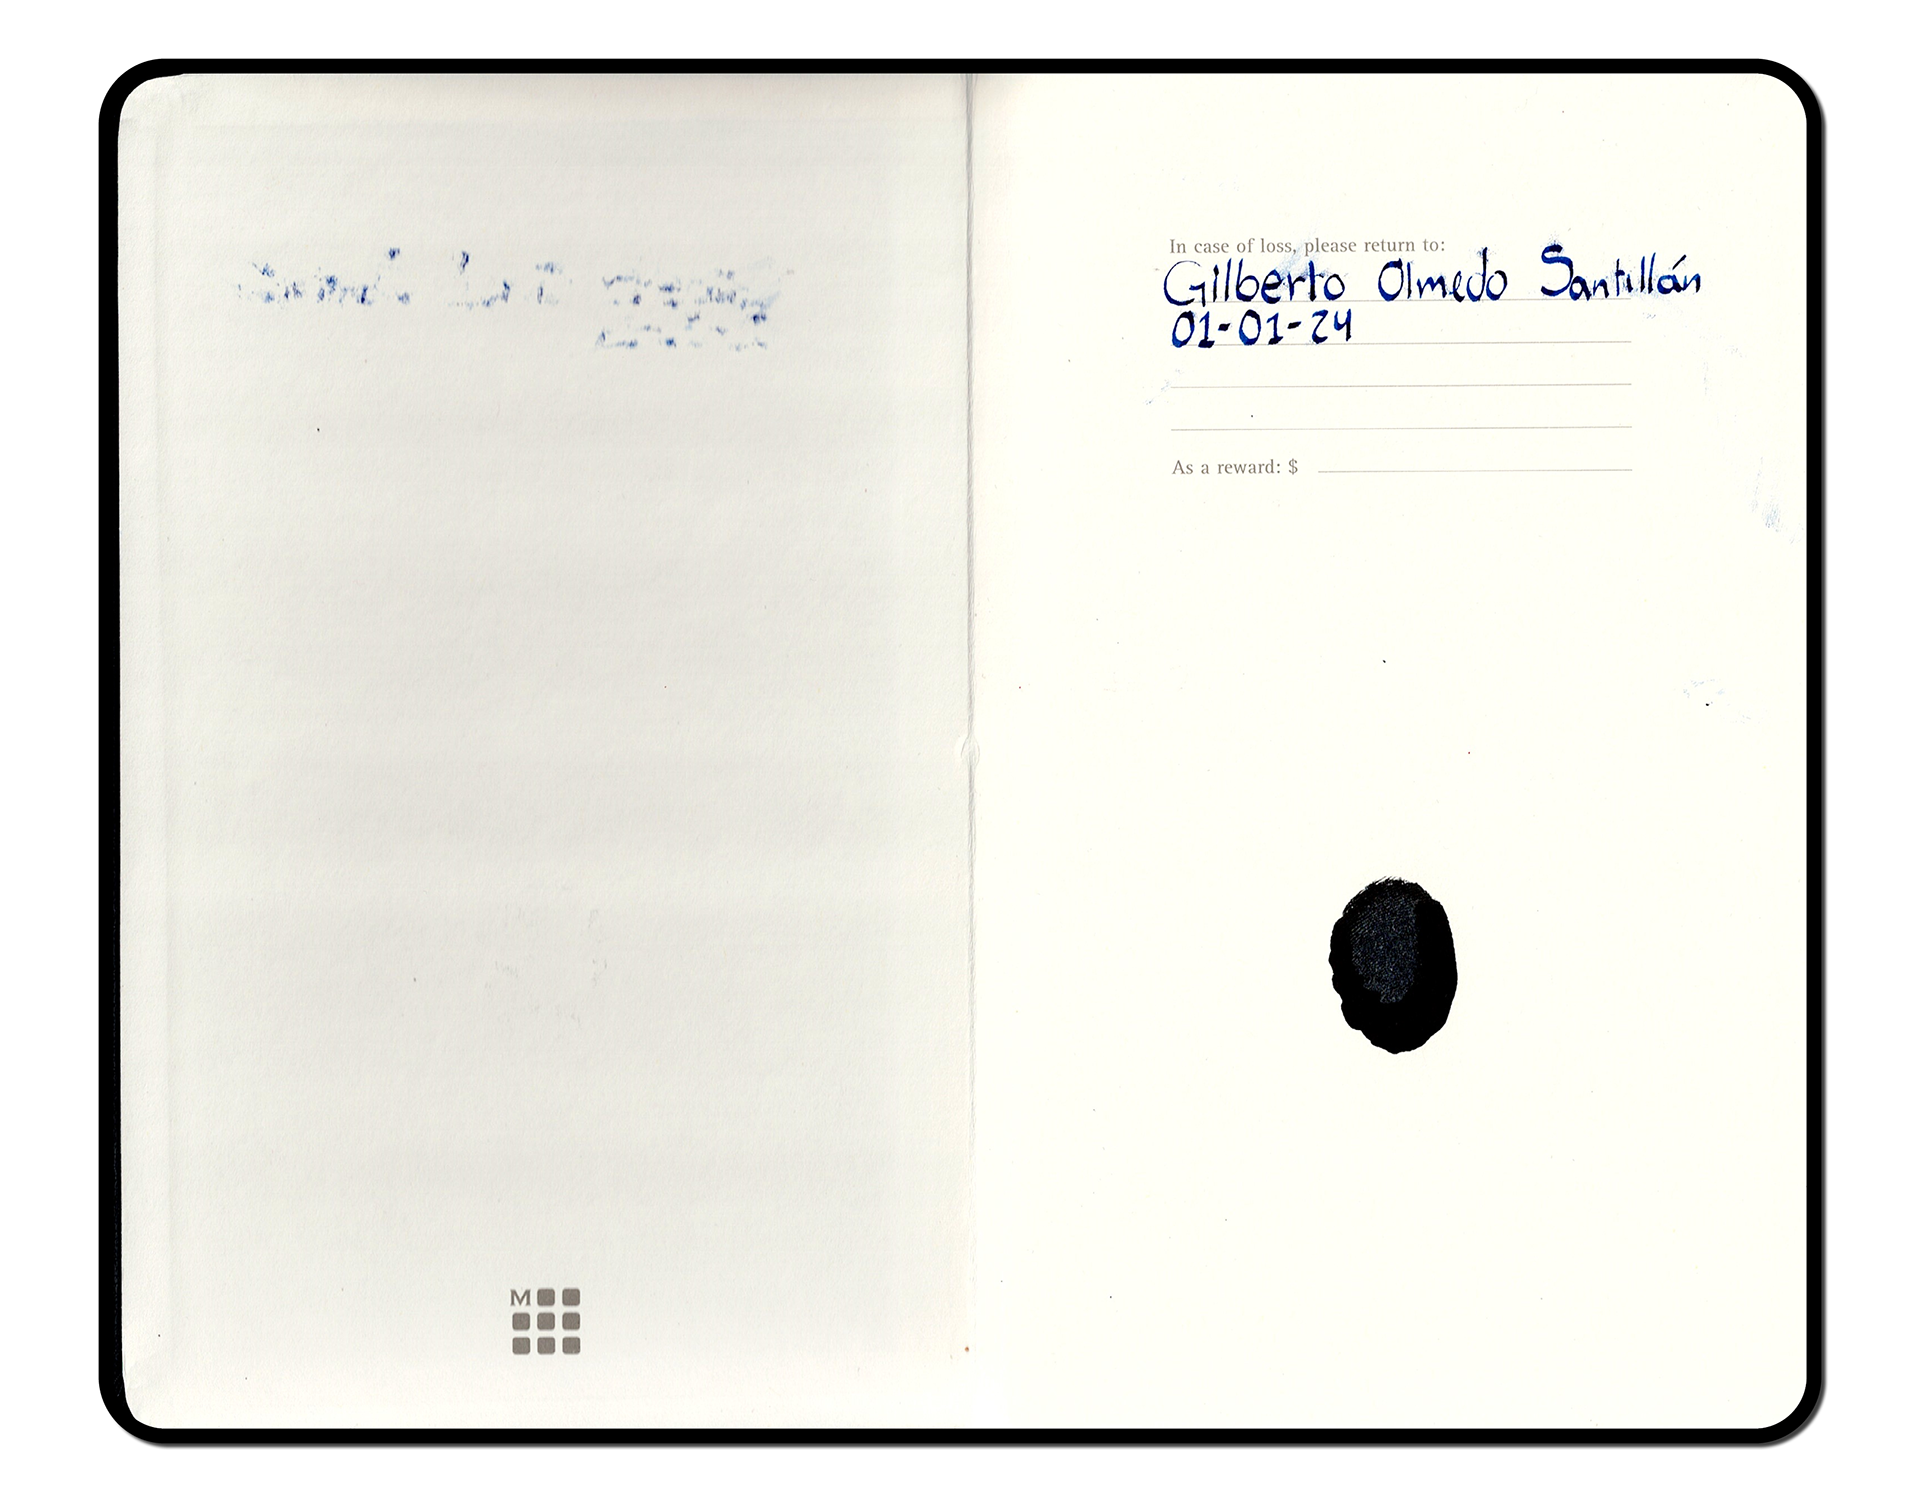 In case of loss, please return to:
Gilberto Olmedo Santillán
01-01-24
As a reward: $
M